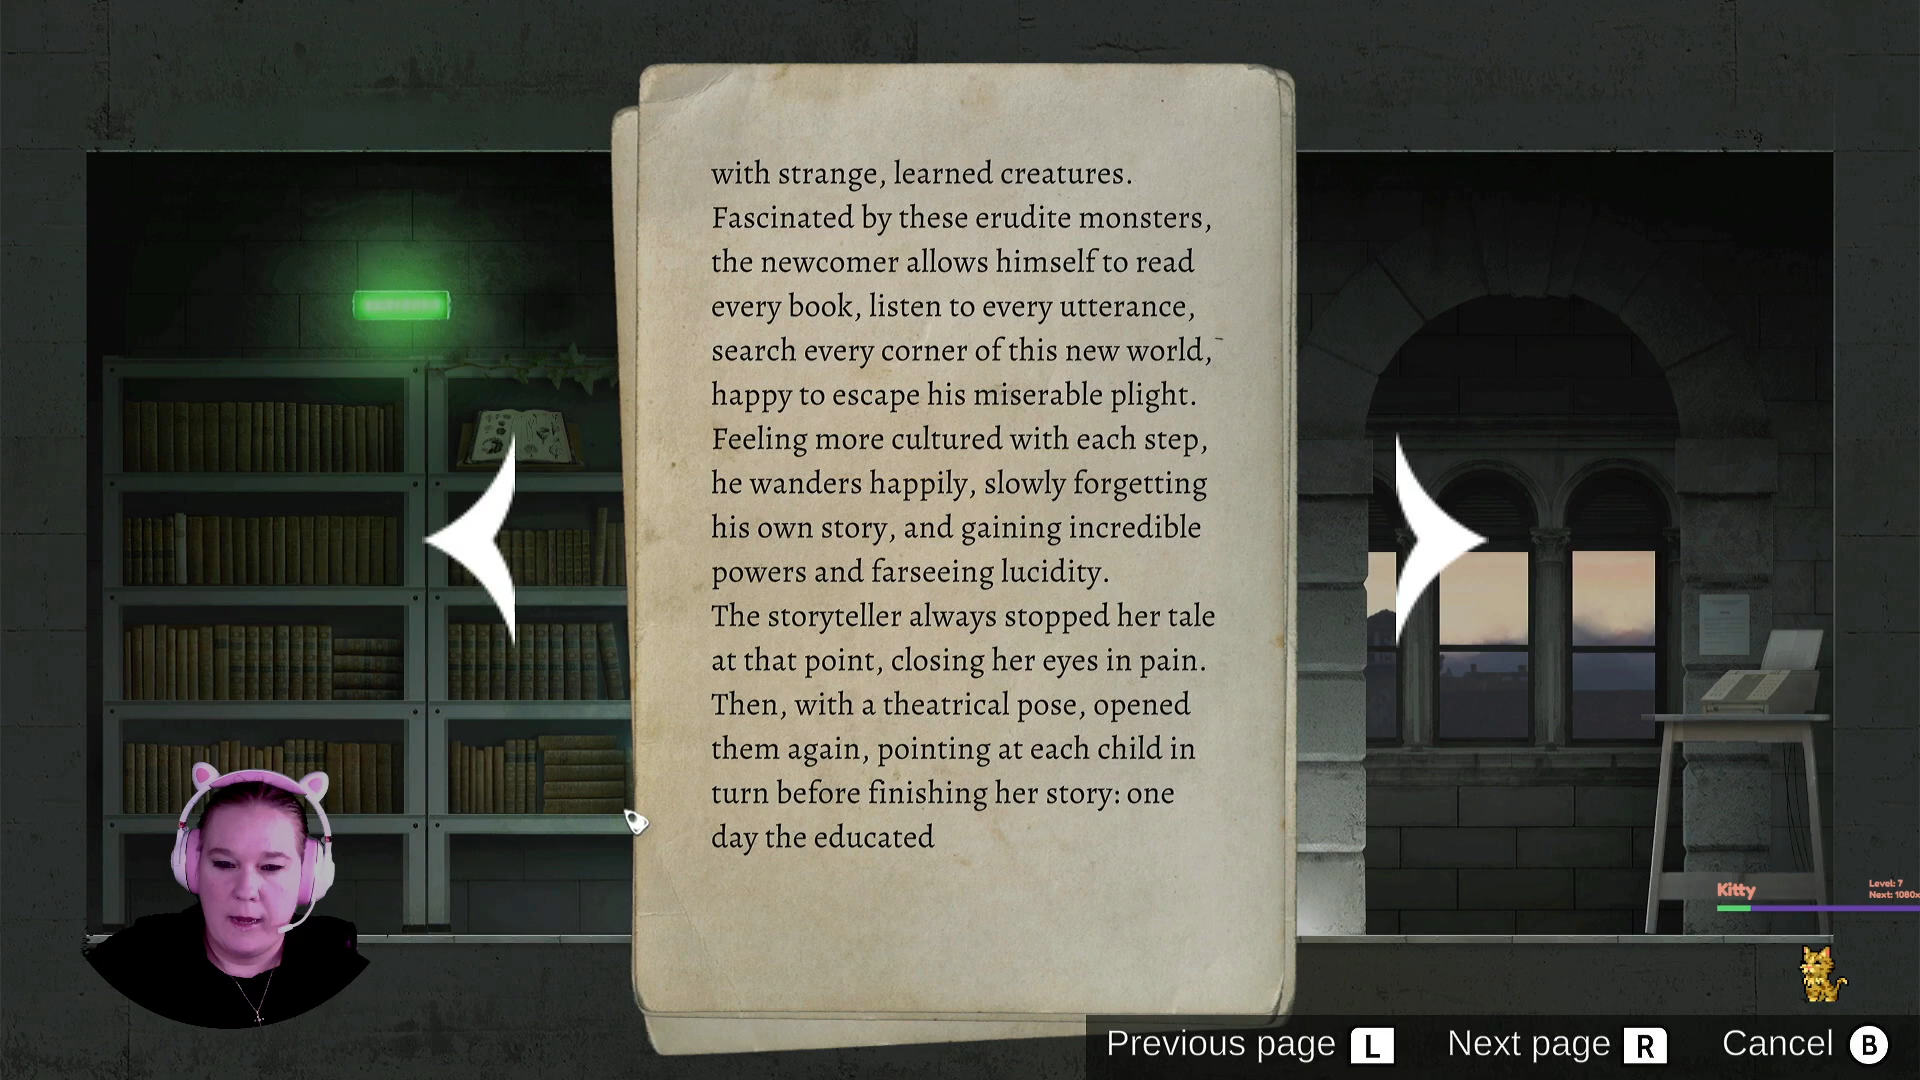 with strange, learned creatures.
Fascinated by these erudite monsters,
the newcomer allows himself to read
every book, listen to every utterance,
search every corner of this new world,
happy to escape his miserable plight.
Feeling more cultured with each step,
he wanders happily, slowly forgetting
his own story, and gaining incredible
powers and farseeing lucidity.
The storyteller always stopped her tale
at that point, closing her eyes in pain.
Then, with a theatrical pose, opened
them again, pointing at each child in
turn before finishing her story: one
day the educated
Kitty
Level: 7
Next: 1080x
Previous page L
Next page R
Cancel B